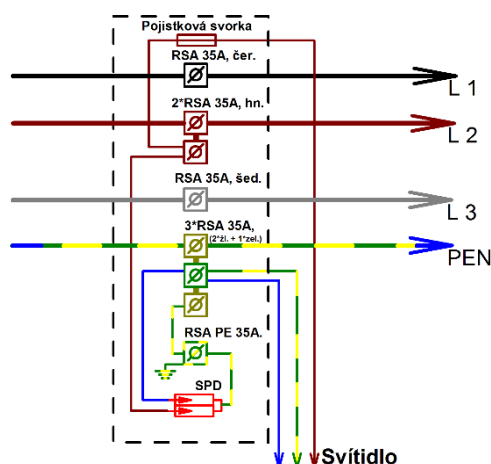 Pojistková svorka
RSA 35A, čer.
L 1
2*RSA 35A, hn.
L 2
RSA 35A, šed.
L 3
3*RSA 35A,
(2*žl. + 1*zel.)
PEN
RSA PE 35A.
SPD
Svítidlo